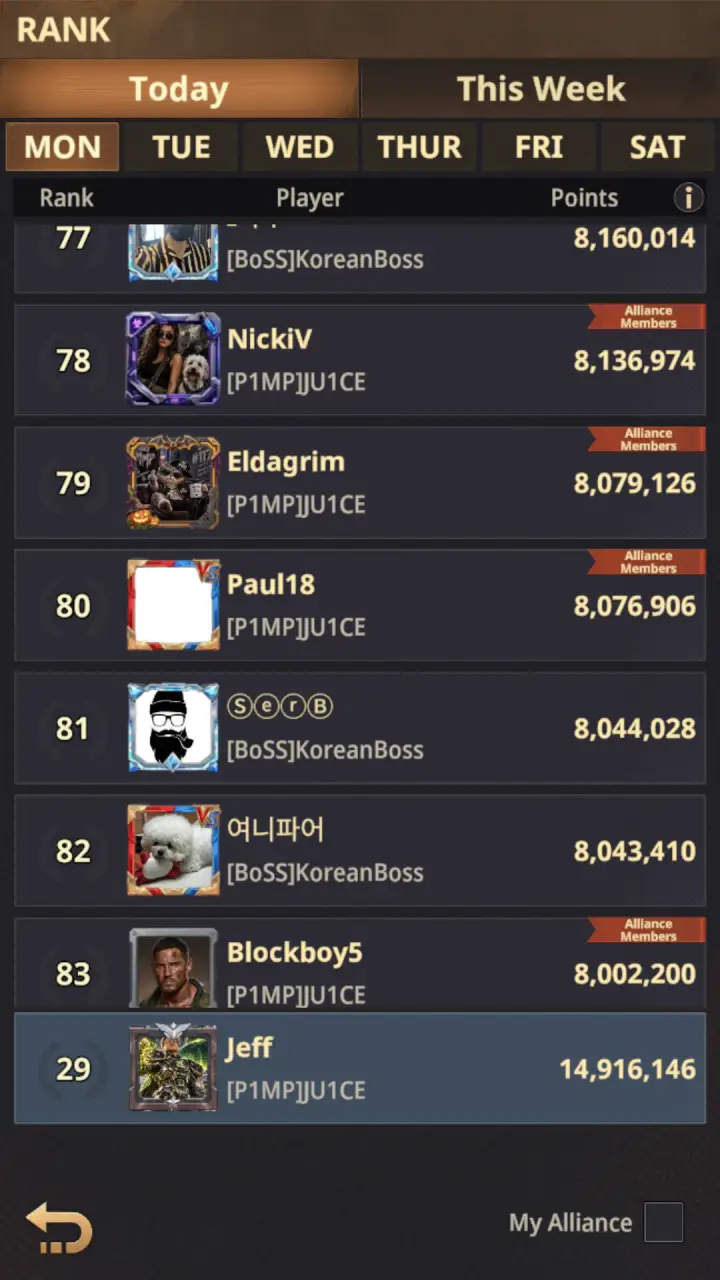 RANK
Today
This Week
MON
TUE
WED
THUR
FRI
SAT
Rank
Player
Points
77
[BoSS]KoreanBoss
8,160,014
78
NickiV
[P1MP]JU1CE
Alliance
Members
8,136,974
79
Eldagrim
[P1MP]JU1CE
Alliance
Members
8,079,126
80
Paul18
[P1MP]JU1CE
Alliance
Members
8,076,906
81
ⓈⓔⓡⒷ
[BoSS]KoreanBoss
8,044,028
82
여니파어
[BoSS]KoreanBoss
8,043,410
83
Blockboy5
[P1MP]JU1CE
Alliance
Members
8,002,200
29
Jeff
[P1MP]JU1CE
14,916,146
My Alliance